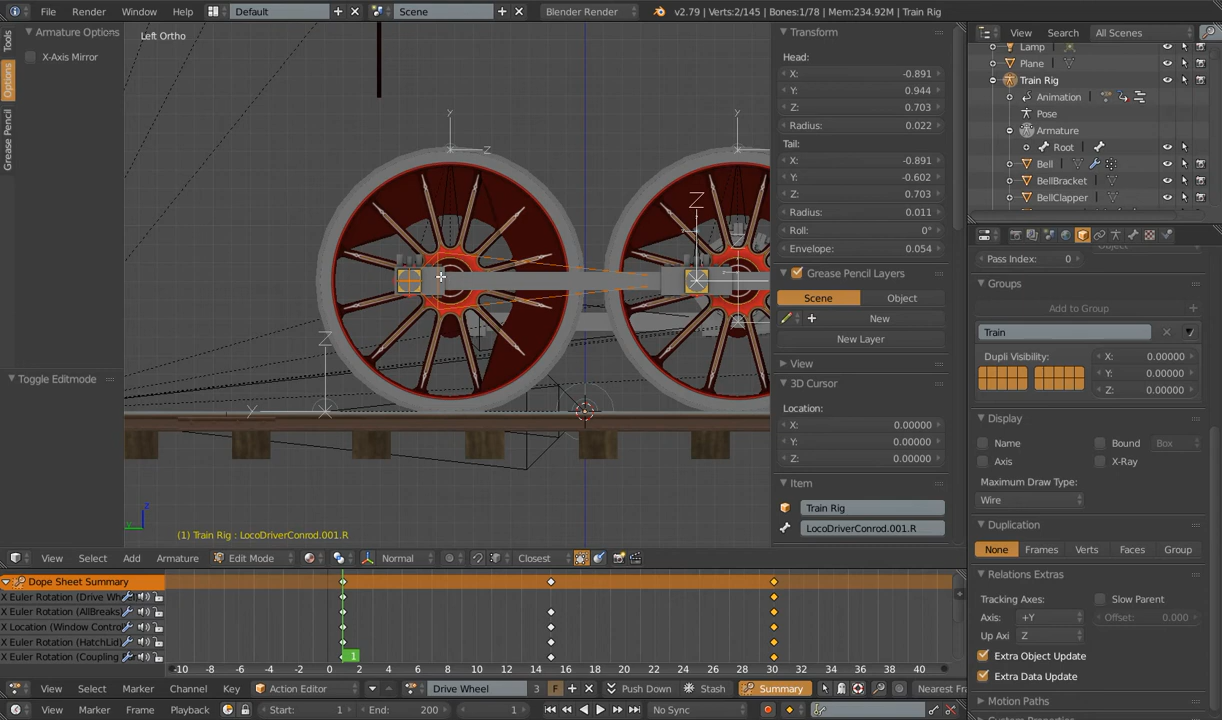 File Render Window Help Default Scene Blender Render v2.79 | Verts:2/145 | Bones:1/78 | Mem:234.92M | Train Rig
Armature Options
X-Axis Mirror
Tools
Options
Grease Pencil
Toggle Editmode
Left Ortho
Y
Z
Y
Z
Z
Z
Y
z
y
(1) Train Rig : LocoDriverConrod.001.R
Transform
Head:
X: -0.891
Y: 0.944
Z: 0.703
Radius: 0.022
Tail:
X: -0.891
Y: -0.602
Z: 0.703
Radius: 0.011
Roll: 0°
Envelope: 0.054
Grease Pencil Layers
Scene Object
New
New Layer
View
3D Cursor
Location:
X: 0.00000
Y: 0.00000
Z: 0.00000
Item
Train Rig
LocoDriverConrod.001.R
View Search All Scenes
Lamp
Plane
Train Rig
Animation
Pose
Armature
Root
Bell
BellBracket
BellClapper
Pass Index: 0
Groups
Add to Group
Train
Dupli Visibility: X: 0.00000
Y: 0.00000
Z: 0.00000
Display
Name Bound Box
Axis X-Ray
Maximum Draw Type:
Wire
Duplication
None Frames Verts Faces Group
Relations Extras
Tracking Axes: Slow Parent
Axis: +Y Offset: 0.000
Up Axi Z
Extra Object Update
Extra Data Update
Motion Paths
View Select Add Armature Edit Mode Normal Closest
Dope Sheet Summary
X Euler Rotation (Drive Whe
X Euler Rotation (AllBreaks)
X Location (Window Control
X Euler Rotation (HatchLid)
X Euler Rotation (Coupling
-10 -8 -6 -4 -2 0 1 2 4 6 8 10 12 14 16 18 20 22 24 26 28 30 32 34 36 38 40
View Select Marker Channel Key Action Editor Drive Wheel 3 F Push Down Stash Summary Nearest Fr
View Marker Frame Playback Start: 1 End: 200 1 No Sync